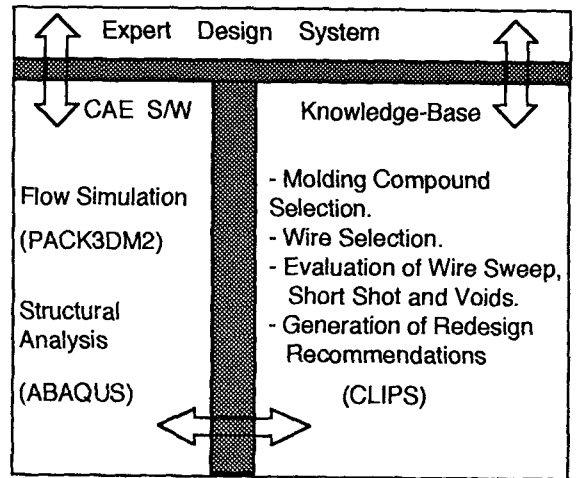 Expert Design System
CAE S/W
Flow Simulation
(PACK3DM2)
Structural
Analysis
(ABAQUS)
Knowledge-Base
- Molding Compound
Selection.
- Wire Selection.
- Evaluation of Wire Sweep,
Short Shot and Voids.
- Generation of Redesign
Recommendations
(CLIPS)